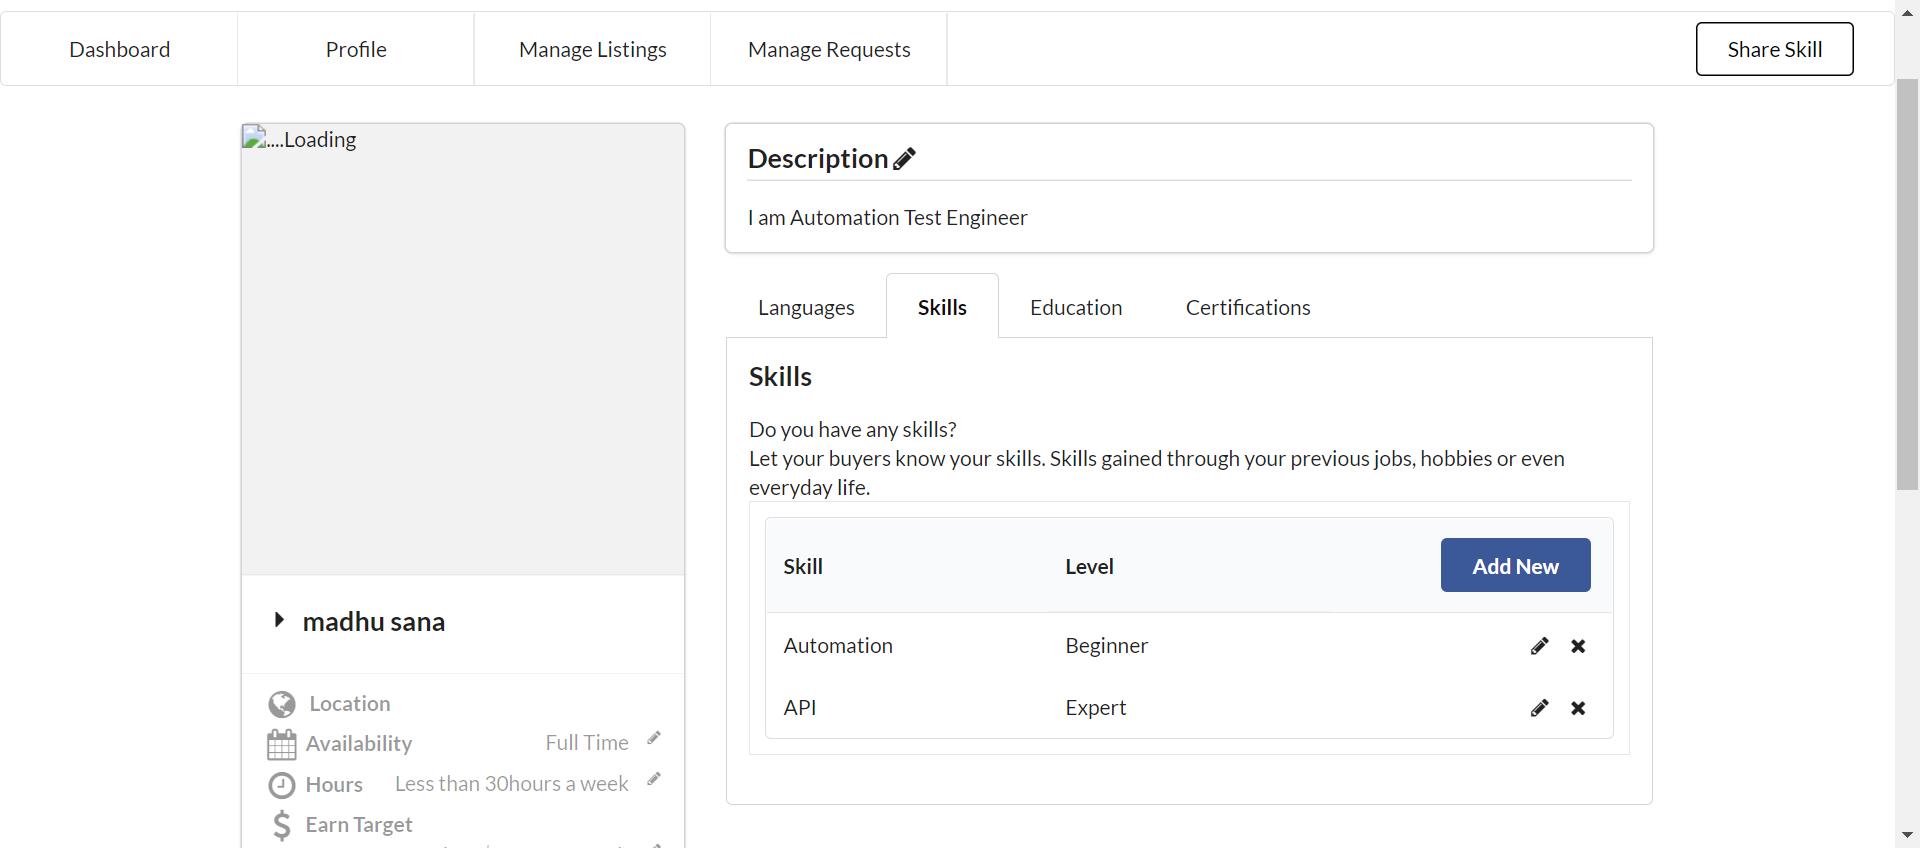 Dashboard
Profile
Manage Listings
Manage Requests
Share Skill
....Loading
madhu sana
Location
Availability Full Time
Hours Less than 30hours a week
Earn Target
Description
I am Automation Test Engineer
Languages
Skills
Education
Certifications
Skills
Do you have any skills?
Let your buyers know your skills. Skills gained through your previous jobs, hobbies or even
everyday life.
Skill Level Add New
Automation Beginner
API Expert